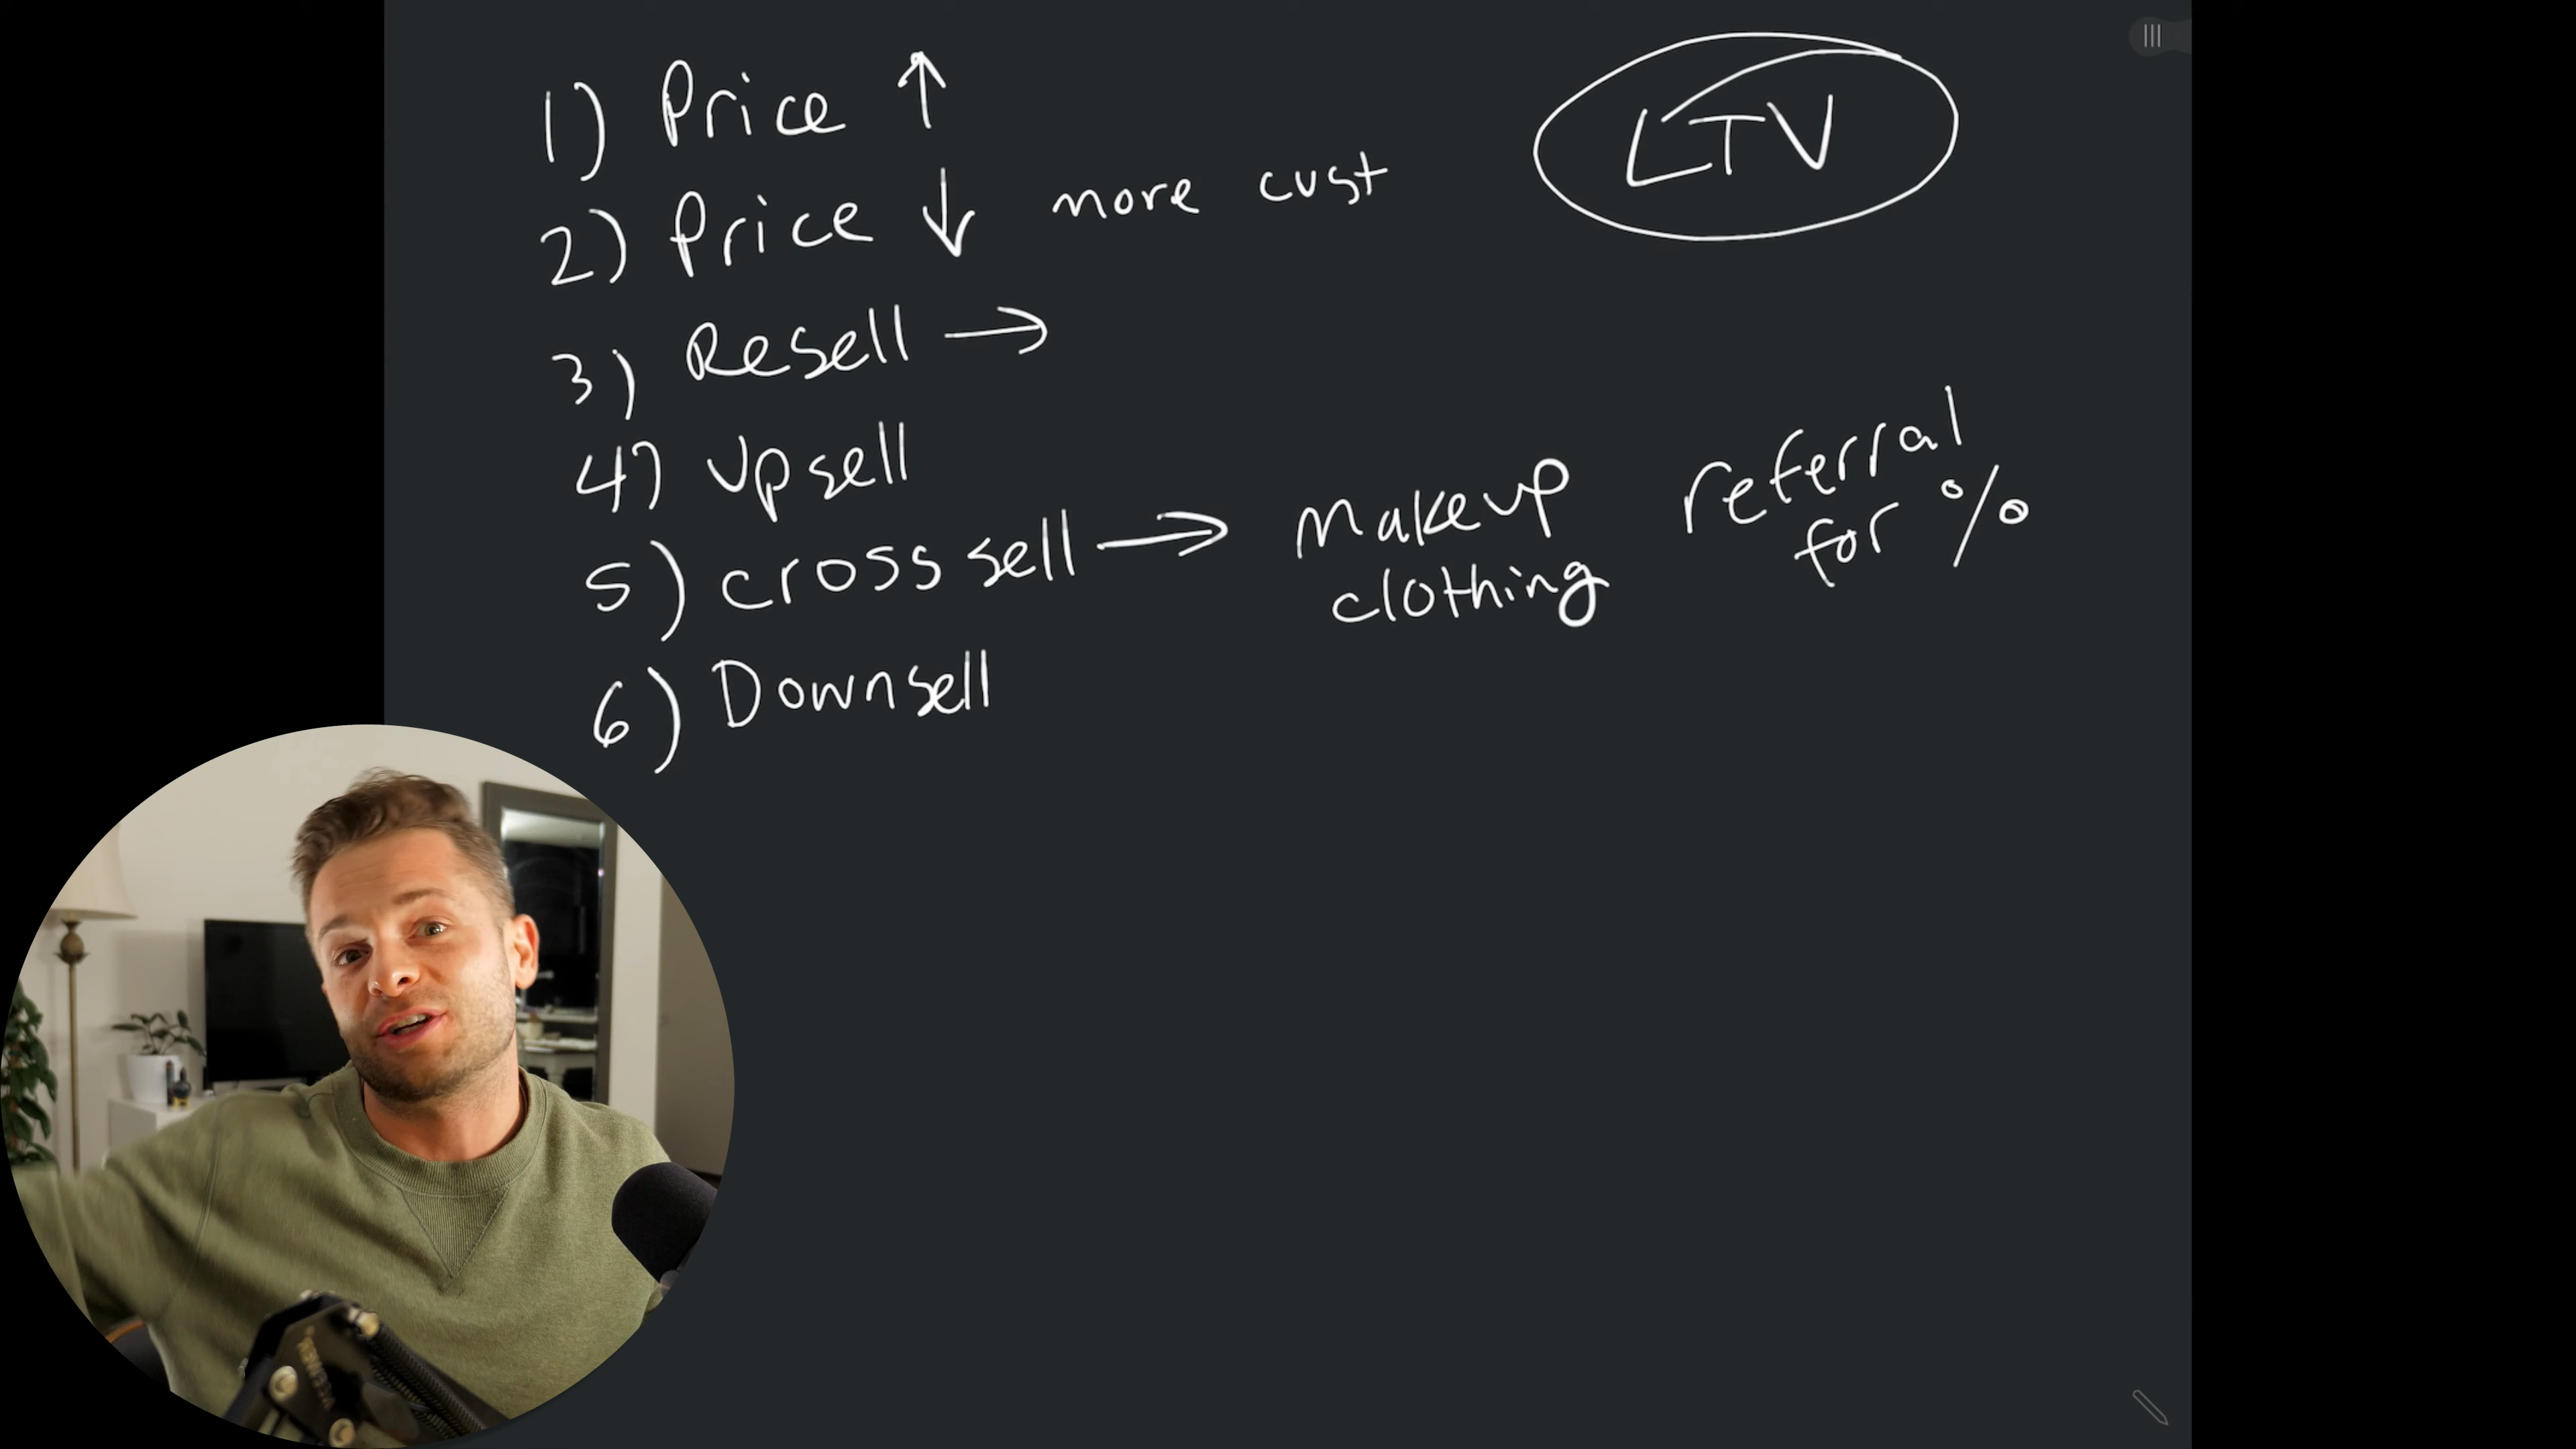 1) Price ↑
LTV
2) Price ↓ more cust
3) Resell →
4) Upsell
5) cross sell → Makeup
clothing
referral
for %
6) Downsell